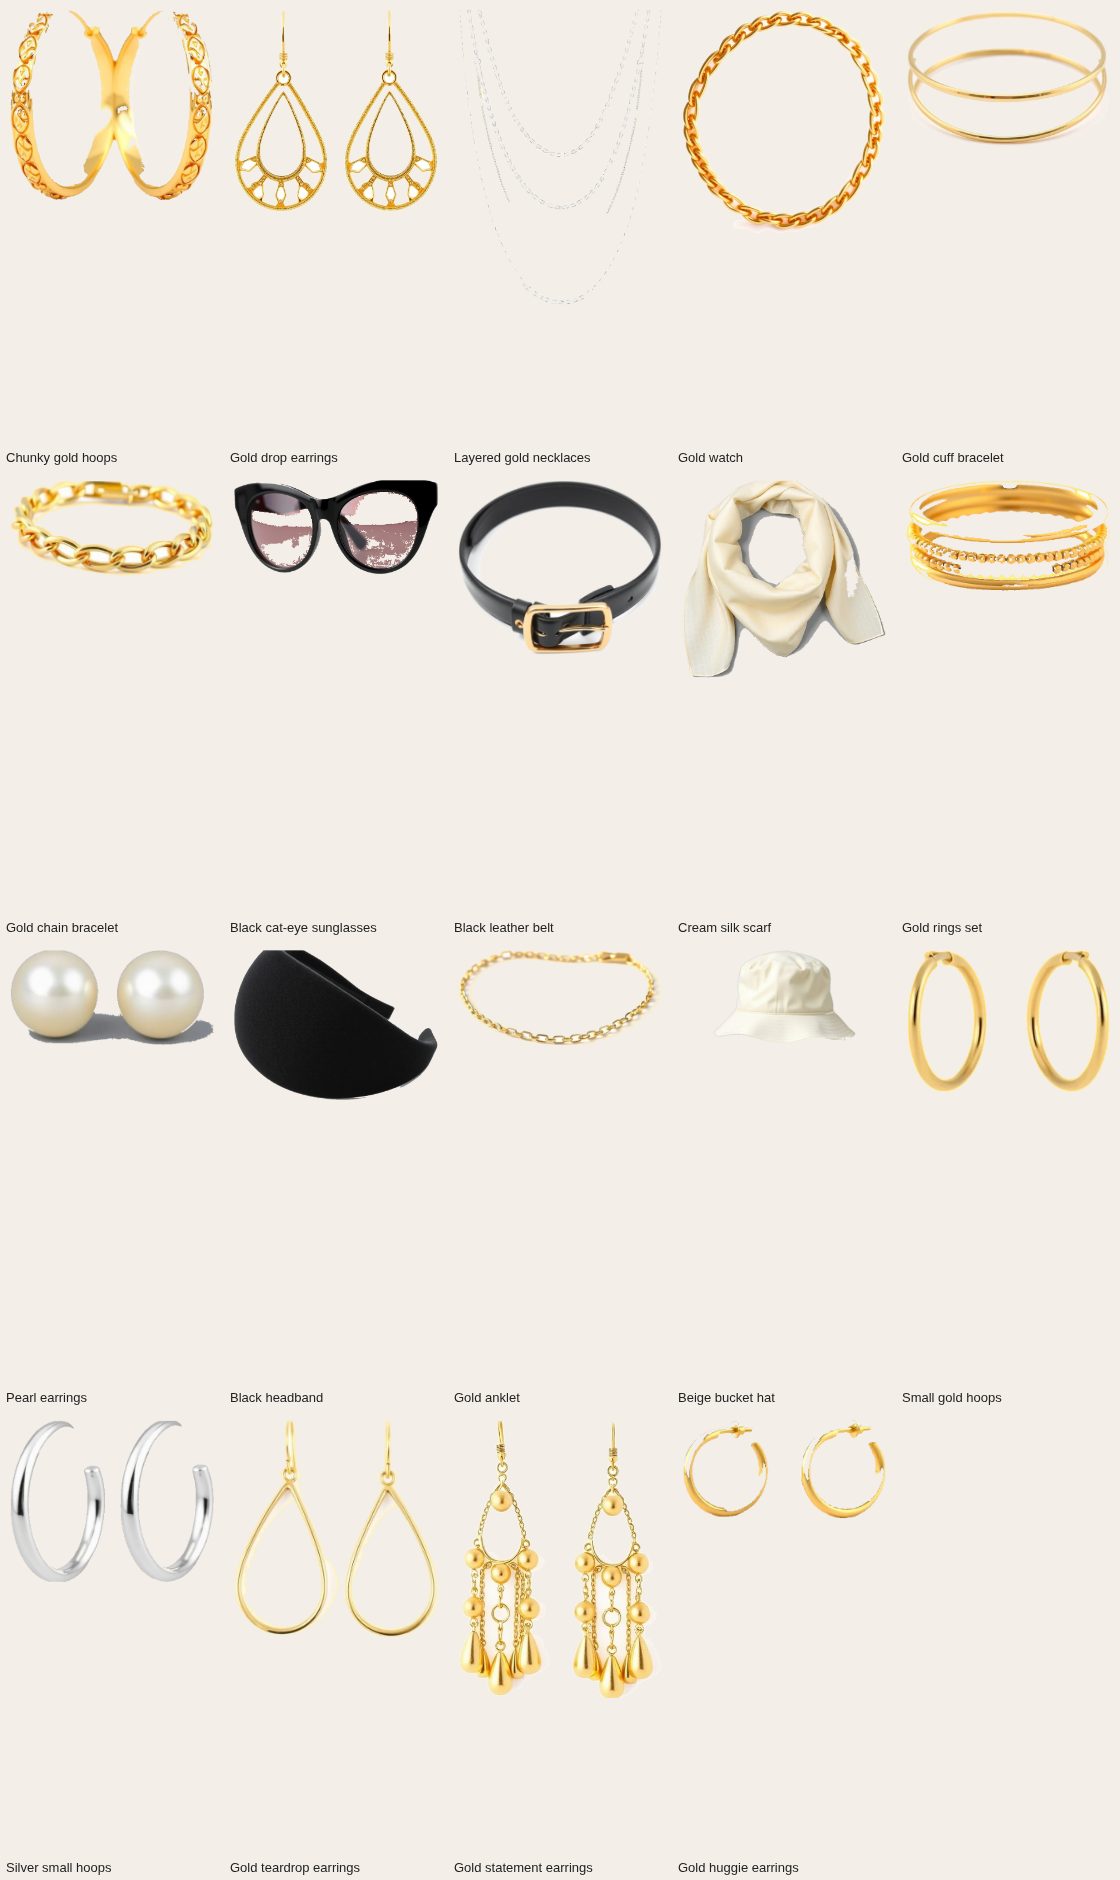 Chunky gold hoops
Gold drop earrings
Layered gold necklaces
Gold watch
Gold cuff bracelet
Gold chain bracelet
Black cat-eye sunglasses
Black leather belt
Cream silk scarf
Gold rings set
Pearl earrings
Black headband
Gold anklet
Beige bucket hat
Small gold hoops
Silver small hoops
Gold teardrop earrings
Gold statement earrings
Gold huggie earrings